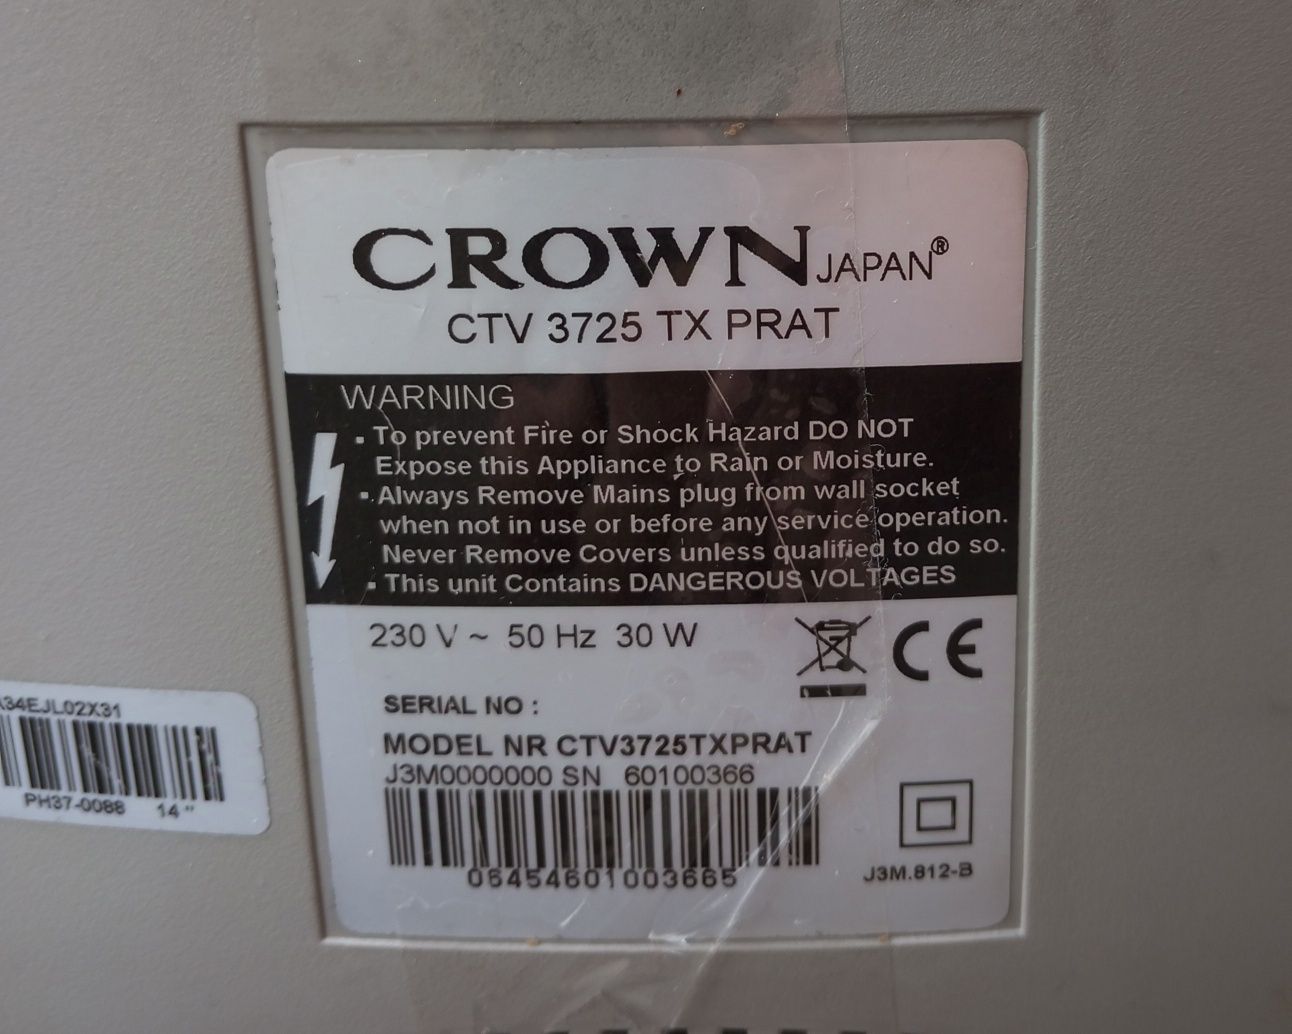 CROWN JAPAN®
CTV 3725 TX PRAT
WARNING
▪ To prevent Fire or Shock Hazard DO NOT
Expose this Appliance to Rain or Moisture.
▪ Always Remove Mains plug from wall socket
when not in use or before any service operation.
Never Remove Covers unless qualified to do so.
▪ This unit Contains DANGEROUS VOLTAGES
230 V ~ 50 Hz 30 W
CE
SERIAL NO :
MODEL NR CTV3725TXPRAT
J3M0000000 SN 60100366
06454601003665
J3M.812-B
34EJL02X31
PH37-0088 14"